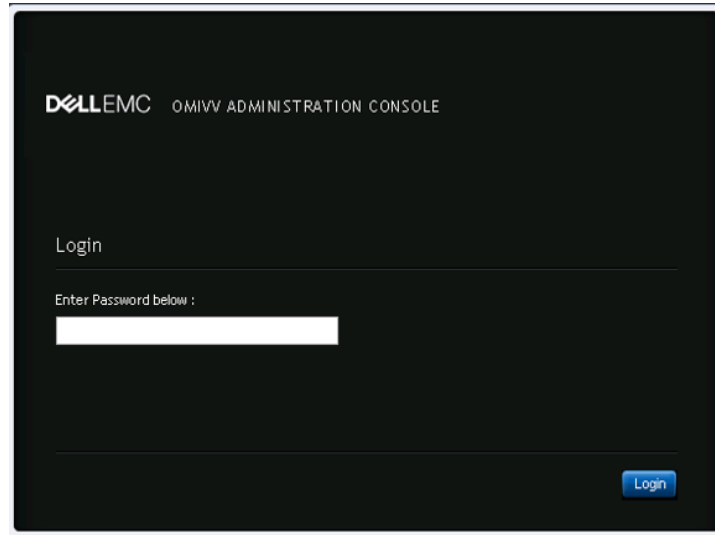 DELLEMC OMIVV ADMINISTRATION CONSOLE
Login
Enter Password below :
Login